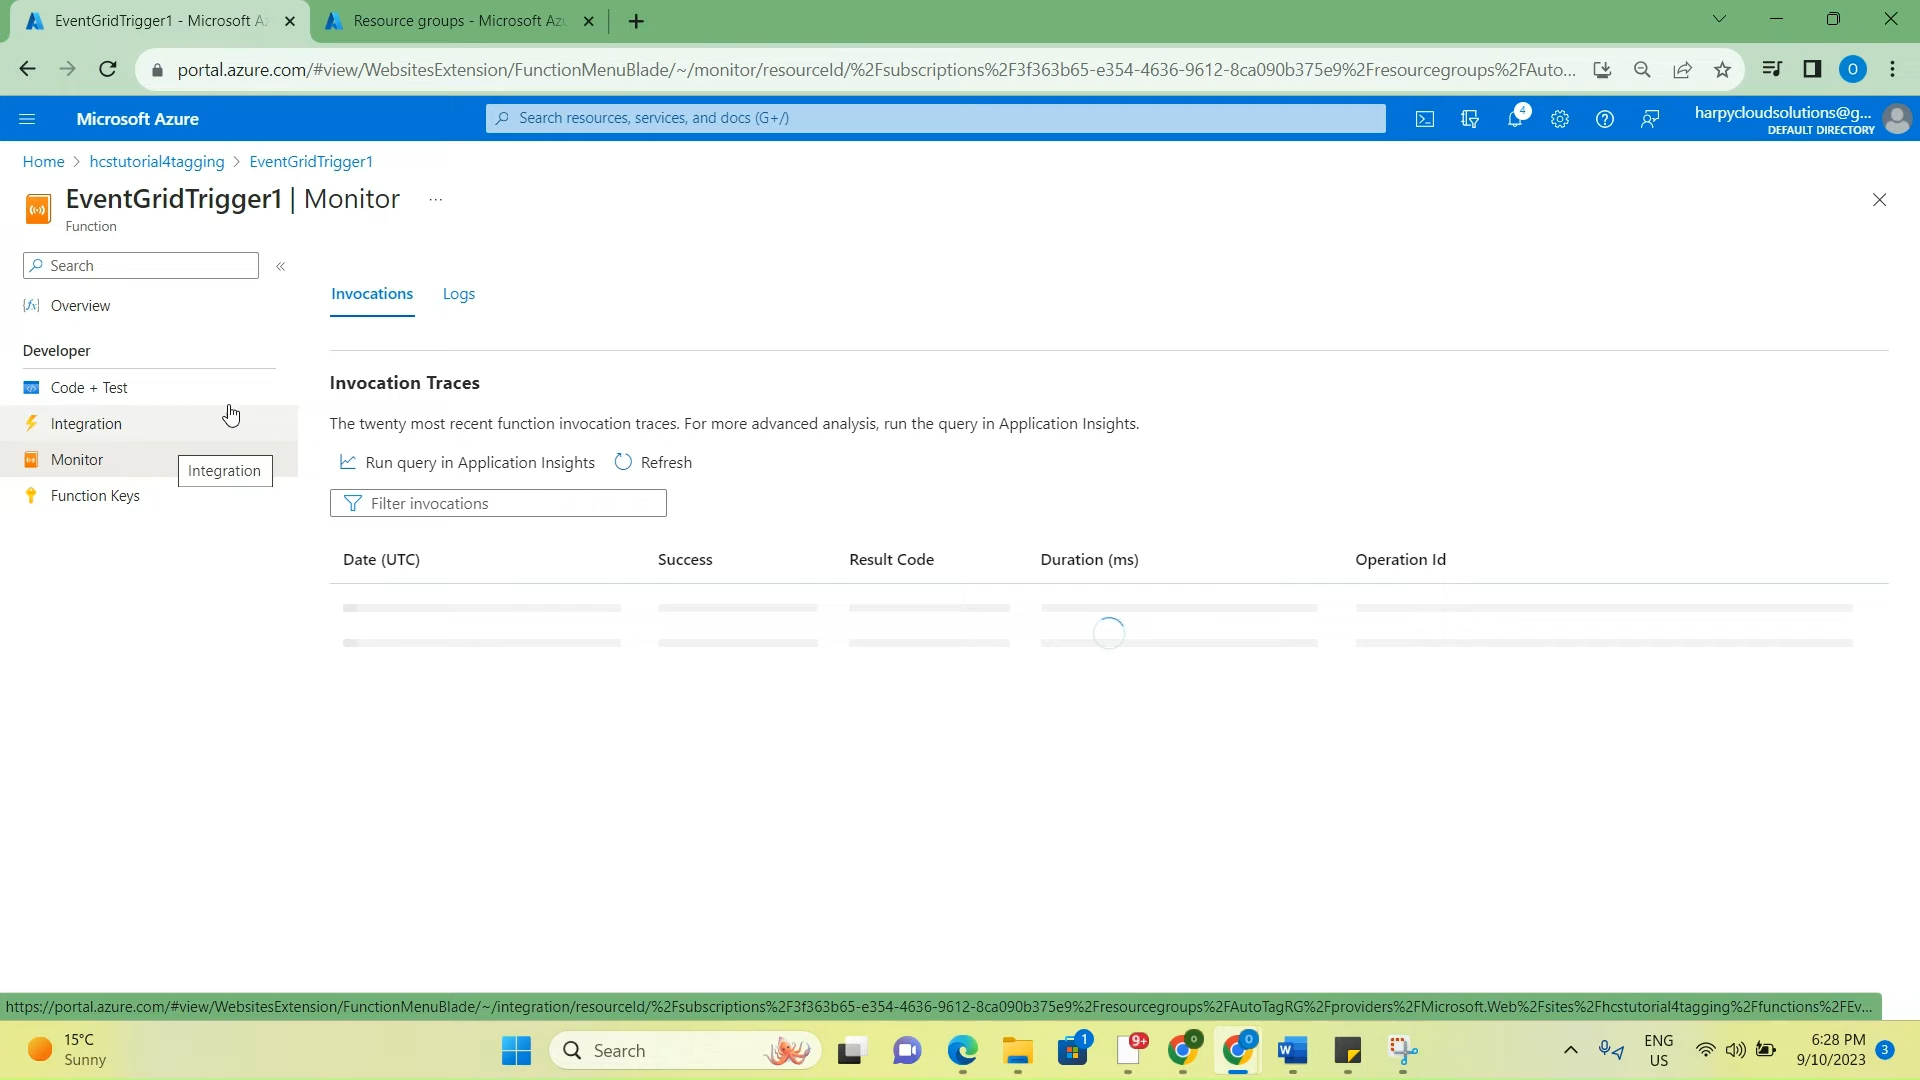 EventGridTrigger1 - Microsoft Az
Resource groups - Microsoft Azu
portal.azure.com/#view/WebsitesExtension/FunctionMenuBlade/~/monitor/resourceId/%2Fsubscriptions%2F3f363b65-e354-4636-9612-8ca090b375e9%2Fresourcegroups%2FAuto...
O
Microsoft Azure
Search resources, services, and docs (G+/)
4
harpycloudsolutions@g...
DEFAULT DIRECTORY
Home > hcstutorial4tagging > EventGridTrigger1
EventGridTrigger1 | Monitor ...
Function
Search
«
Overview
Developer
Code + Test
Integration
Monitor
Integration
Function Keys
Invocations
Logs
Invocation Traces
The twenty most recent function invocation traces. For more advanced analysis, run the query in Application Insights.
Run query in Application Insights
Refresh
Filter invocations
Date (UTC) Success Result Code Duration (ms) Operation Id
https://portal.azure.com/#view/WebsitesExtension/FunctionMenuBlade/~/integration/resourceId/%2Fsubscriptions%2F3f363b65-e354-4636-9612-8ca090b375e9%2Fresourcegroups%2FAutoTagRG%2Fproviders%2FMicrosoft.Web%2Fsites%2Fhcstutorial4tagging%2Ffunctions%2FEv...
15°C
Sunny
Search
1
9+
ENG
US
6:28 PM
9/10/2023
3